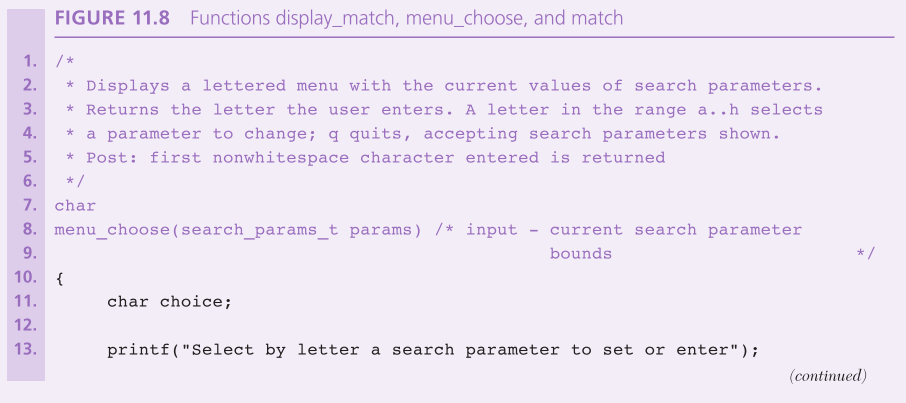 FIGURE 11.8 Functions display_match, menu_choose, and match
1. /*
2. * Displays a lettered menu with the current values of search parameters.
3. * Returns the letter the user enters. A letter in the range a..h selects
4. * a parameter to change; q quits, accepting search parameters shown.
5. * Post: first nonwhitespace character entered is returned
6. */
7. char
8. menu_choose(search_params_t params) /* input - current search parameter
9. bounds */
10. {
11. char choice;
12.
13. printf("Select by letter a search parameter to set or enter");
(continued)